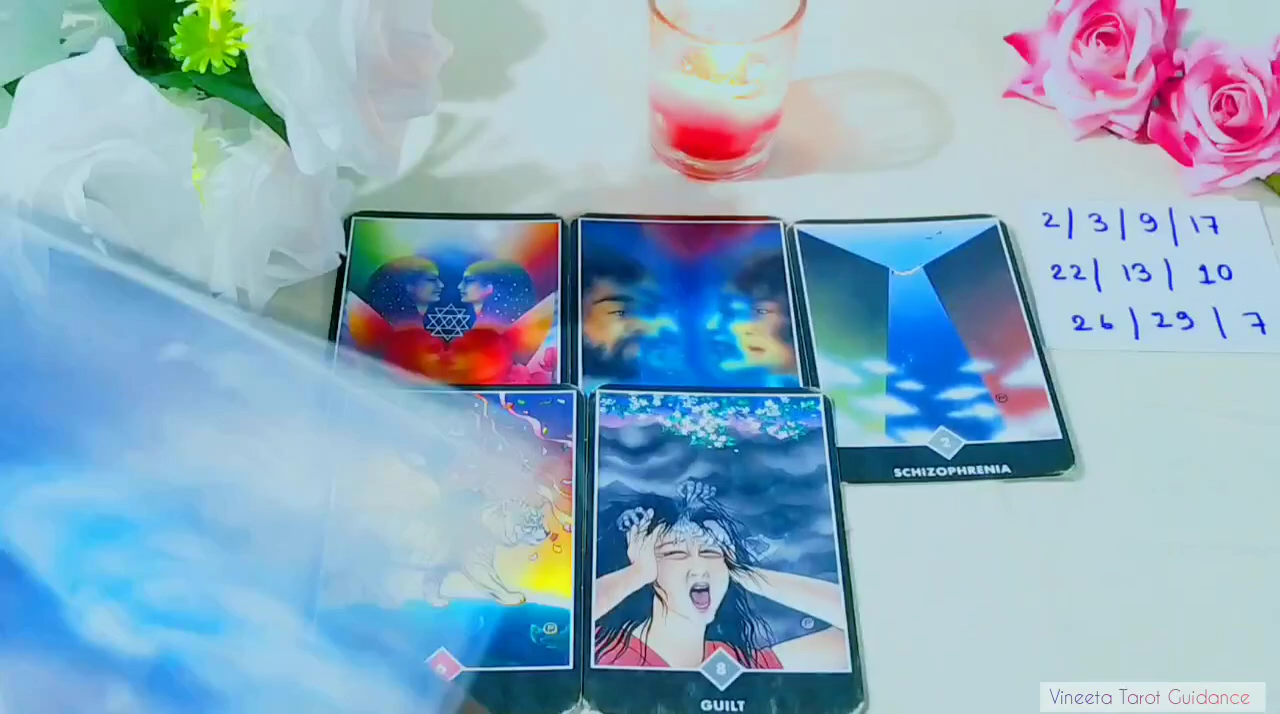 2 / 3 / 9 / 17
22 / 13 / 10
26 / 29 / 7
2
SCHIZOPHRENIA
8
GUILT
Vineeta Tarot Guidance